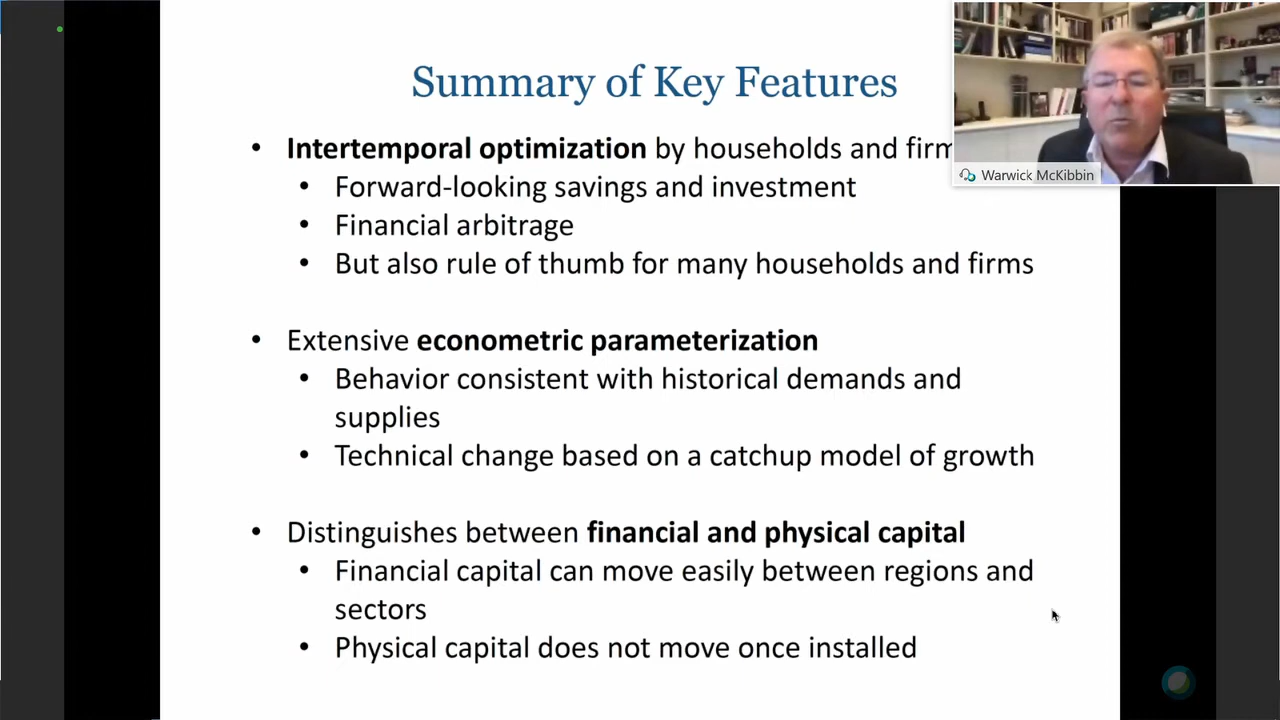 Summary of Key Features
• Intertemporal optimization by households and firm
• Forward-looking savings and investment
• Financial arbitrage
• But also rule of thumb for many households and firms
• Extensive econometric parameterization
• Behavior consistent with historical demands and
supplies
• Technical change based on a catchup model of growth
• Distinguishes between financial and physical capital
• Financial capital can move easily between regions and
sectors
• Physical capital does not move once installed
Warwick McKibbin